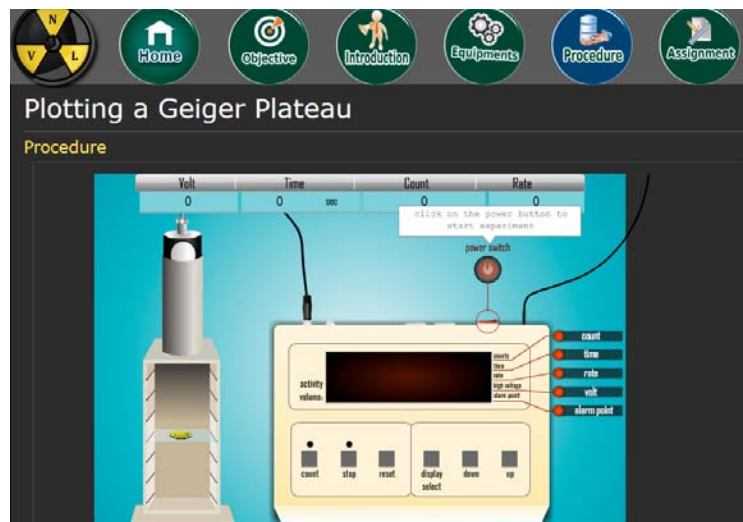 N
V L
Home
Objective
Introduction
Equipments
Procedure
Assignment
Plotting a Geiger Plateau
Procedure
Volt Time Count Rate
0 0 sec 0 0
click on the power button to
start experiment
power switch
count
time
rate
volt
alarm point
counts
time
rate
high voltage
alarm point
activity
volume:
count stop reset display
select down up